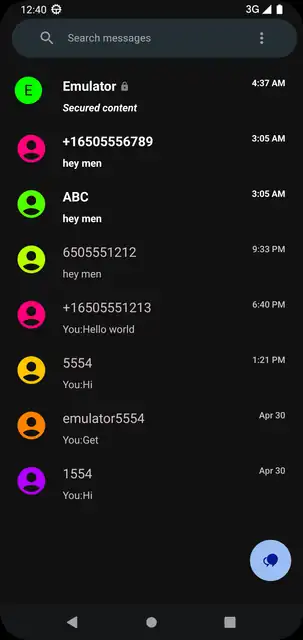 12:40
3G
Search messages
E
Emulator
4:37 AM
Secured content
+16505556789
3:05 AM
hey men
ABC
3:05 AM
hey men
6505551212
9:33 PM
hey men
+16505551213
6:40 PM
You:Hello world
5554
1:21 PM
You:Hi
emulator5554
Apr 30
You:Get
1554
Apr 30
You:Hi